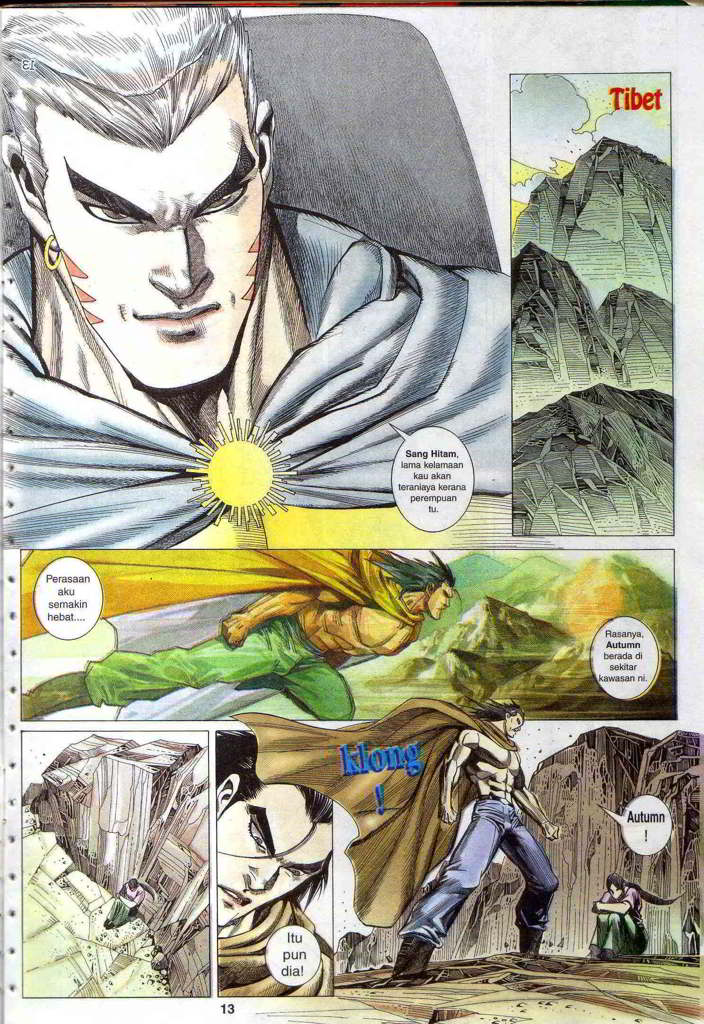 13
Tibet
Sang Hitam,
lama kelamaan
kau akan
teraniaya kerana
perempuan
tu.
Perasaan
aku
semakin
hebat....
Rasanya,
Autumn
berada di
sekitar
kawasan ni.
Itu
pun
dia!
klong
!
Autumn
!
13